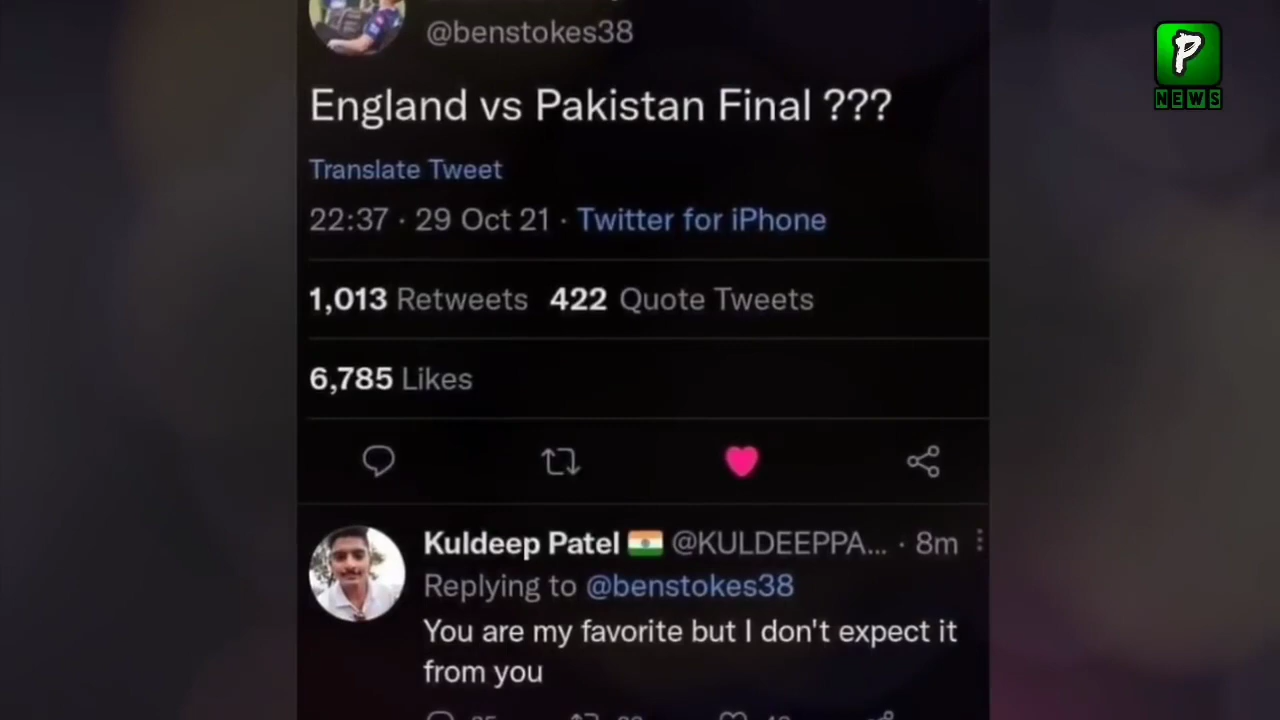 @benstokes38
P
NEWS
England vs Pakistan Final ???
Translate Tweet
22:37 · 29 Oct 21 · Twitter for iPhone
1,013 Retweets 422 Quote Tweets
6,785 Likes
Kuldeep Patel @KULDEEPPA... · 8m
Replying to @benstokes38
You are my favorite but I don't expect it
from you